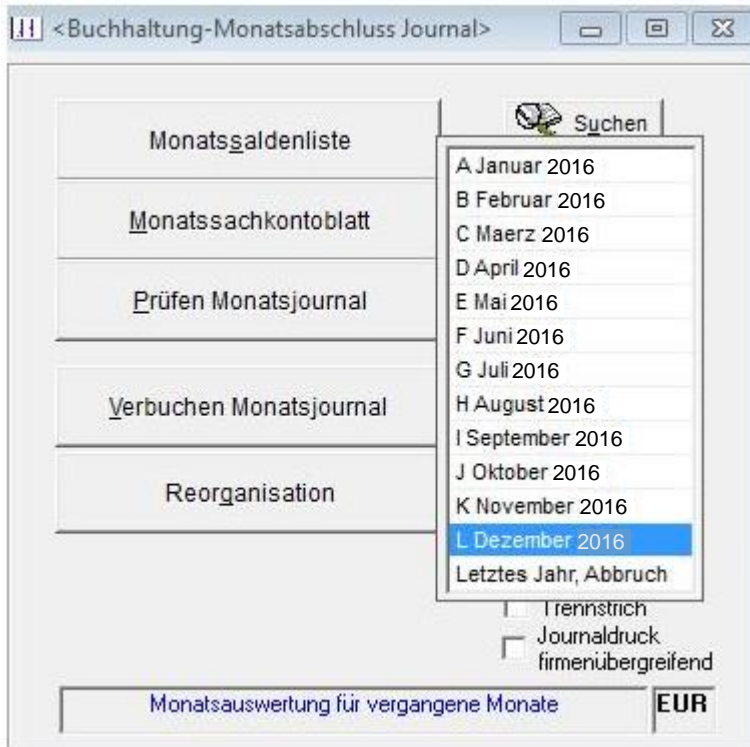 <Buchhaltung-Monatsabschluss Journal>
Monatssaldenliste
Monatssachkontoblatt
Prüfen Monatsjournal
Verbuchen Monatsjournal
Reorganisation
Suchen
A Januar 2016
B Februar 2016
C Maerz 2016
D April 2016
E Mai 2016
F Juni 2016
G Juli 2016
H August 2016
I September 2016
J Oktober 2016
K November 2016
L Dezember 2016
Letztes Jahr, Abbruch
Trennstrich
Journaldruck
firmenübergreifend
Monatsauswertung für vergangene Monate
EUR